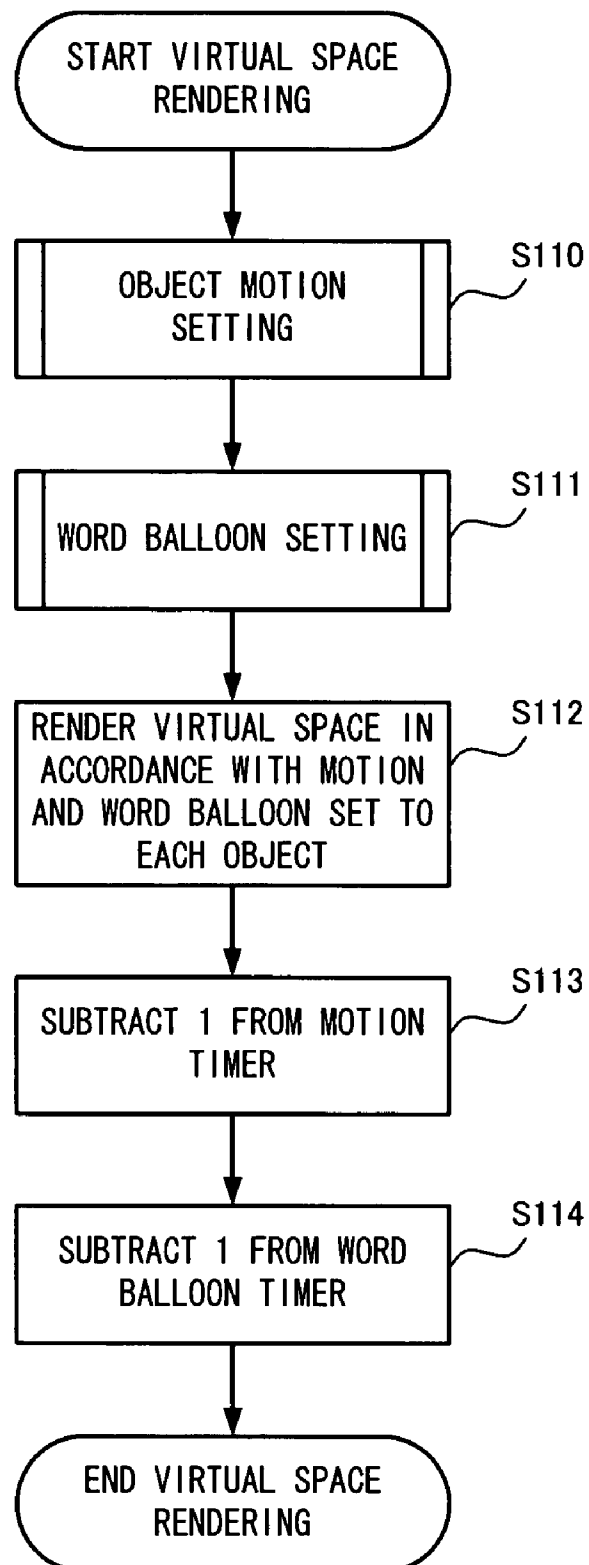 START VIRTUAL SPACE
RENDERING
OBJECT MOTION
SETTING
S110
WORD BALLOON SETTING
S111
RENDER VIRTUAL SPACE IN
ACCORDANCE WITH MOTION
AND WORD BALLOON SET TO
EACH OBJECT
S112
SUBTRACT 1 FROM MOTION
TIMER
S113
SUBTRACT 1 FROM WORD
BALLOON TIMER
S114
END VIRTUAL SPACE
RENDERING